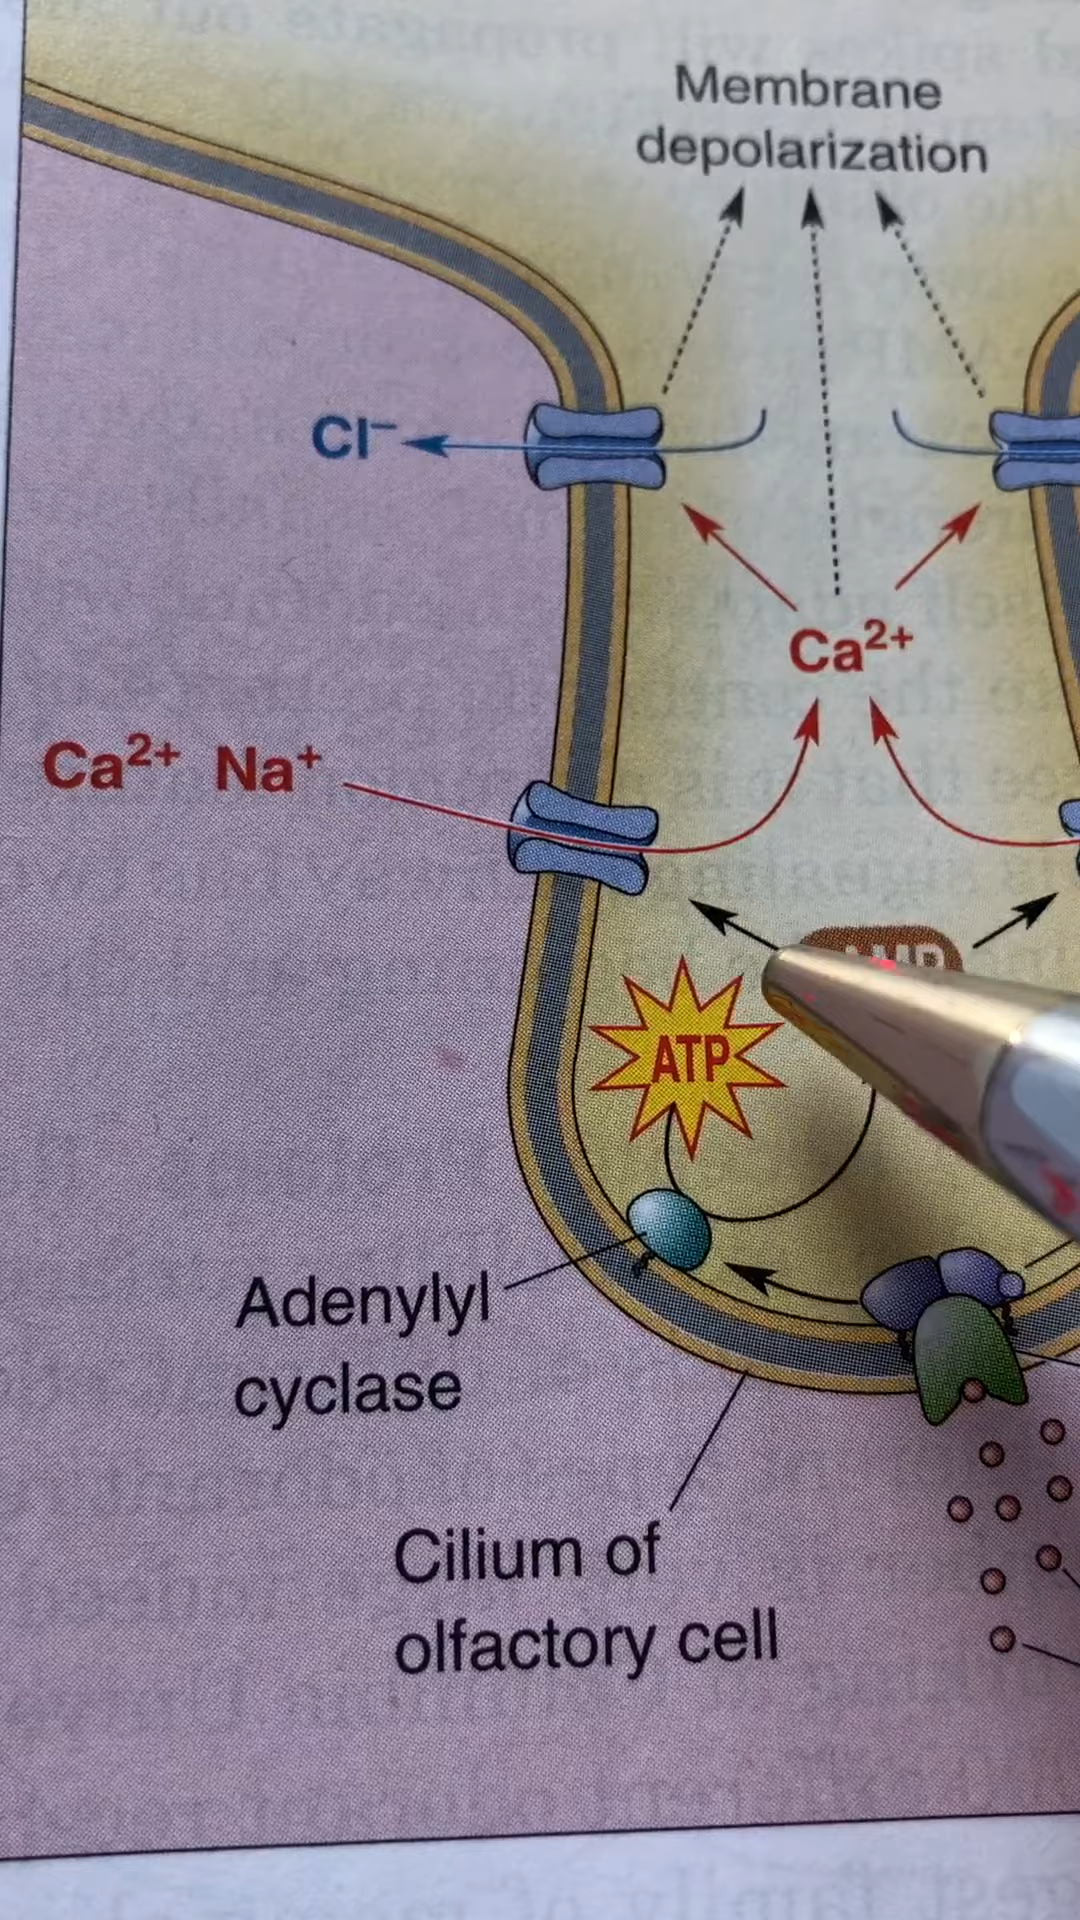 Membrane
depolarization
Cl⁻
Ca²⁺
Ca²⁺ Na⁺
ATP
Adenylyl
cyclase
Cilium of
olfactory cell